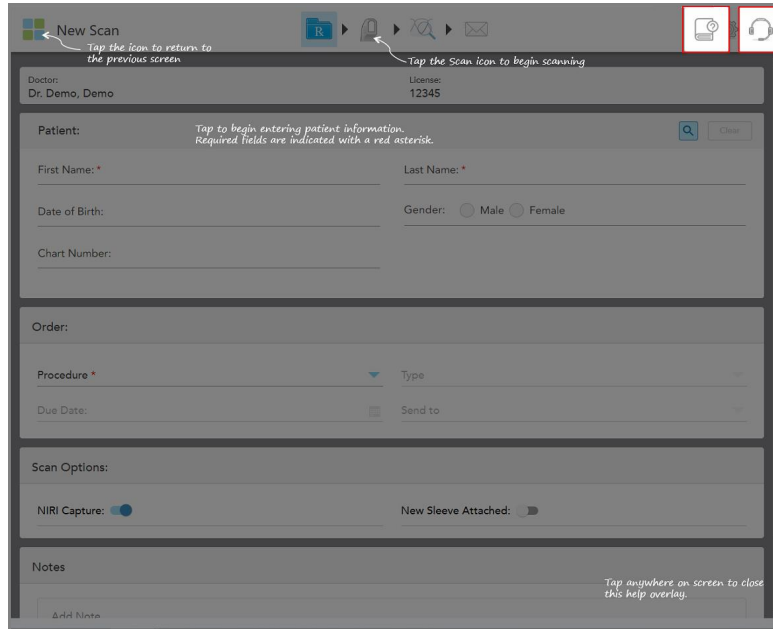 New Scan
R
Tap the icon to return to
the previous screen
Tap the Scan icon to begin scanning
Doctor:
Dr. Demo, Demo
License:
12345
Patient:
Tap to begin entering patient information.
Required fields are indicated with a red asterisk.
Clear
First Name: *
Last Name: *
Date of Birth:
Gender: Male Female
Chart Number:
Order:
Procedure *
Type
Due Date:
Send to
Scan Options:
NIRI Capture:
New Sleeve Attached:
Notes
Tap anywhere on screen to close
this help overlay.
Add Note